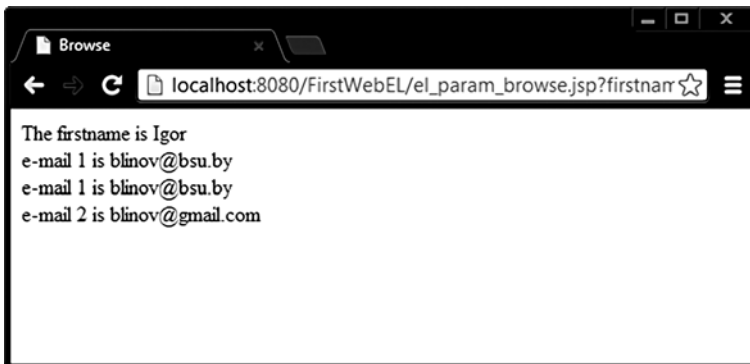 Browse
localhost:8080/FirstWebEL/el_param_browse.jsp?firstnam
The firstname is Igor
e-mail 1 is blinov@bsu.by
e-mail 1 is blinov@bsu.by
e-mail 2 is blinov@gmail.com